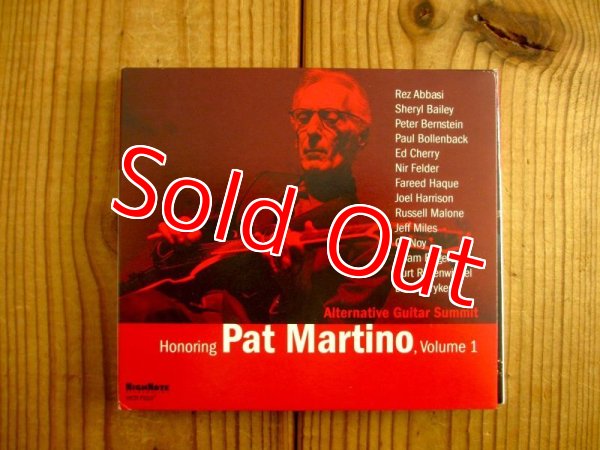 Rez Abbasi
Sheryl Bailey
Peter Bernstein
Paul Bollenback
Ed Cherry
Nir Felder
Fareed Haque
Joel Harrison
Russell Malone
Jeff Miles
Noy
Sold Out
Alternative Guitar Summit
Honoring Pat Martino, Volume 1
HighNote